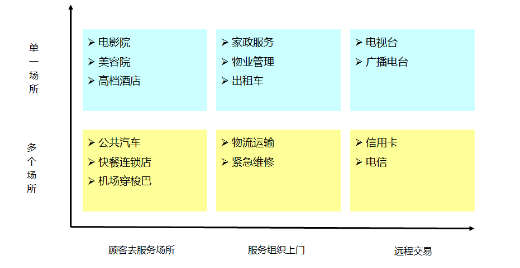 单一场所
➢ 电影院
➢ 美容院
➢ 高档酒店
➢ 家政服务
➢ 物业管理
➢ 出租车
➢ 电视台
➢ 广播电台
多个场所
➢ 公共汽车
➢ 快餐连锁店
➢ 机场穿梭巴
➢ 物流运输
➢ 紧急维修
➢ 信用卡
➢ 电信
顾客去服务场所
服务组织上门
远程交易